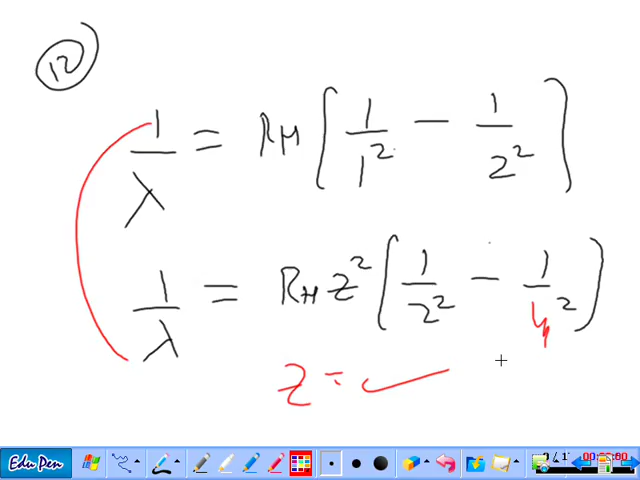 12
1/λ = RH [1/1² − 1/2²]
1/λ = RH Z² (1/2² − 1/4²)
Z = ✓
Edu Pen